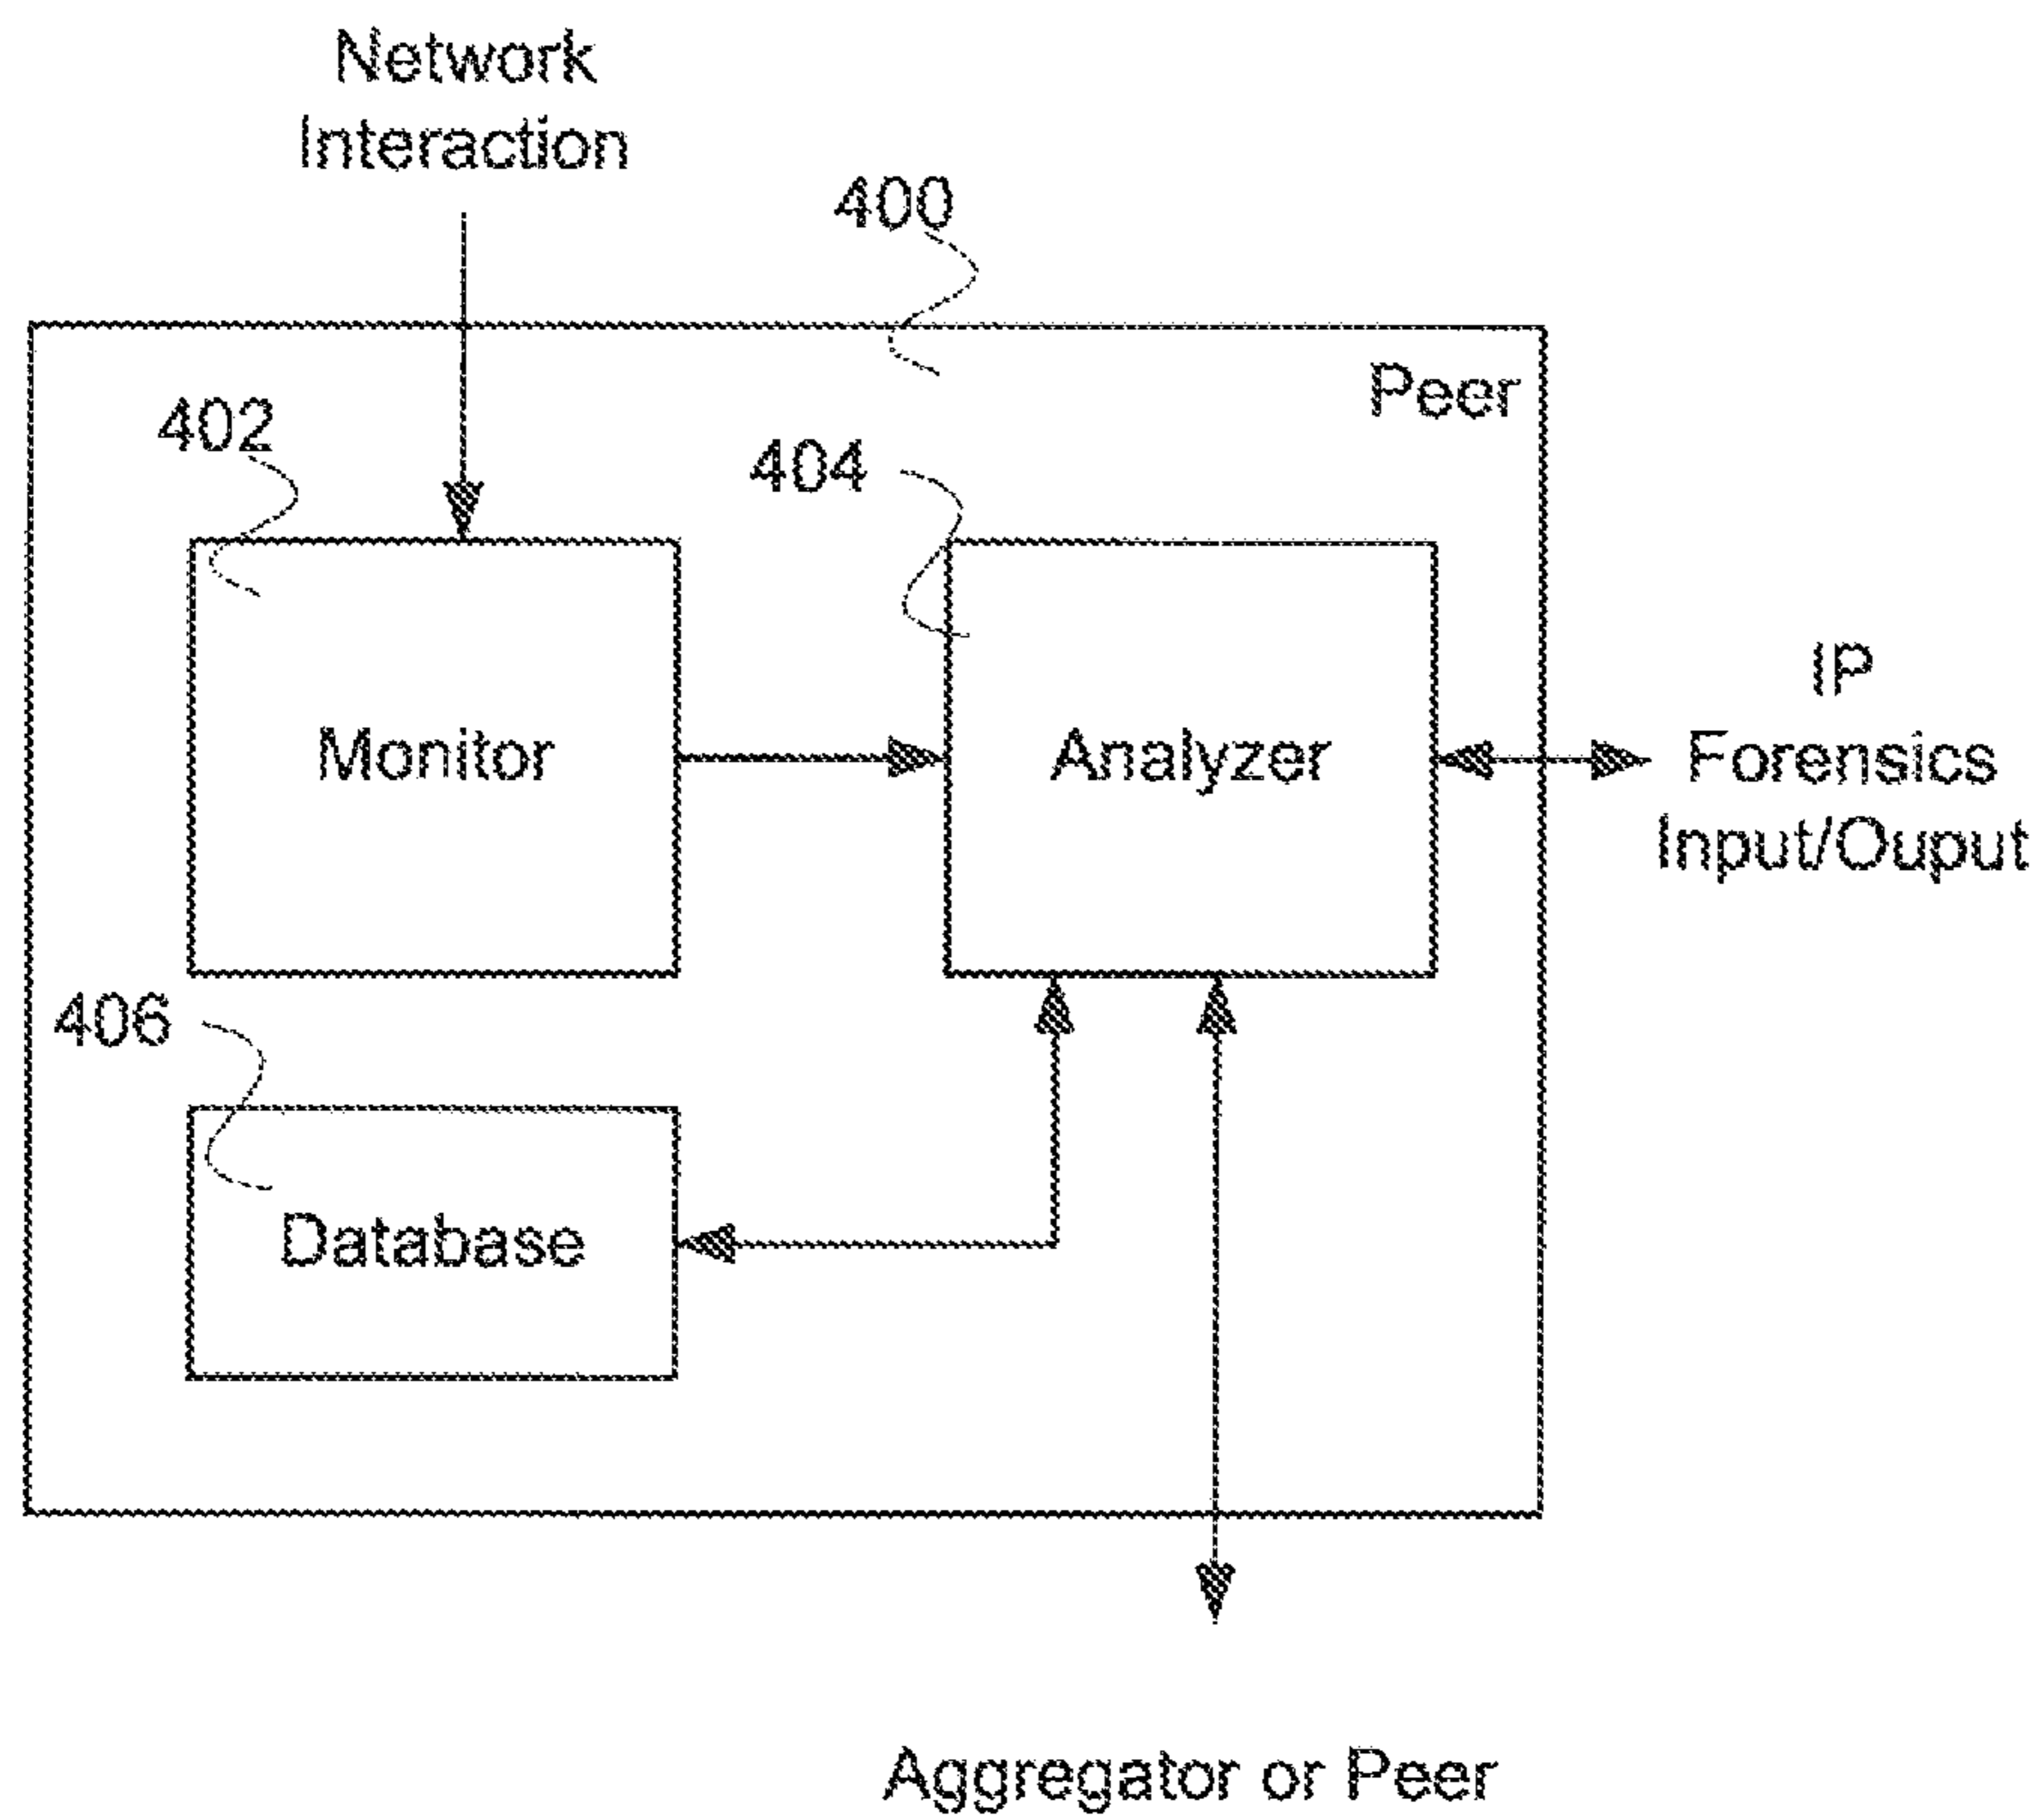 Network
Interaction
400
Peer
402
404
Monitor
Analyzer
IP
Forensics
Input/Ouput
406
Database
Aggregator or Peer